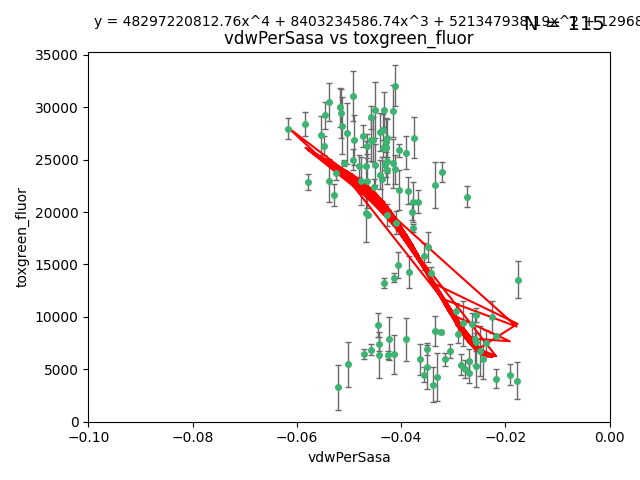 y = 48297220812.76x^4 + 8403234586.74x^3 + 521347938.19x^2 + 12968
N = 115
vdwPerSasa vs toxgreen_fluor
35000
30000
25000
20000
15000
10000
5000
0
toxgreen_fluor
−0.10 −0.08 −0.06 −0.04 −0.02 0.00
vdwPerSasa